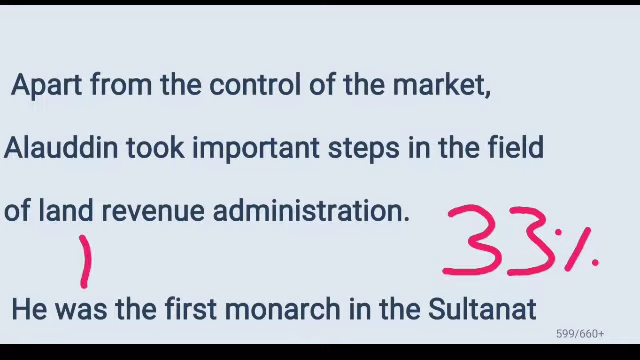 Apart from the control of the market,
Alauddin took important steps in the field
of land revenue administration.
33%
He was the first monarch in the Sultanat
599/660+